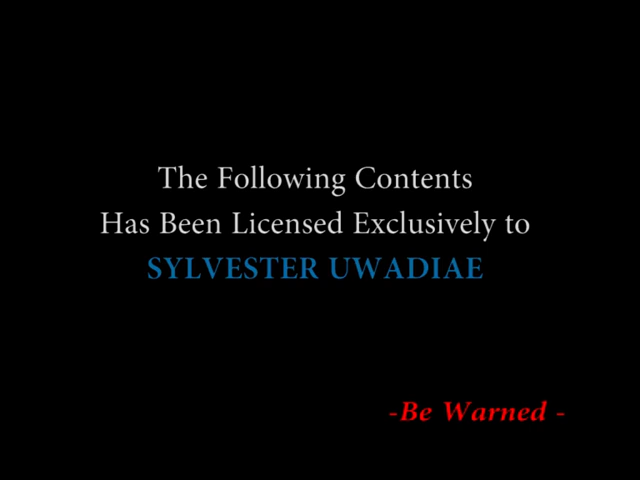 The Following Contents
Has Been Licensed Exclusively to
SYLVESTER UWADIAE
-Be Warned -